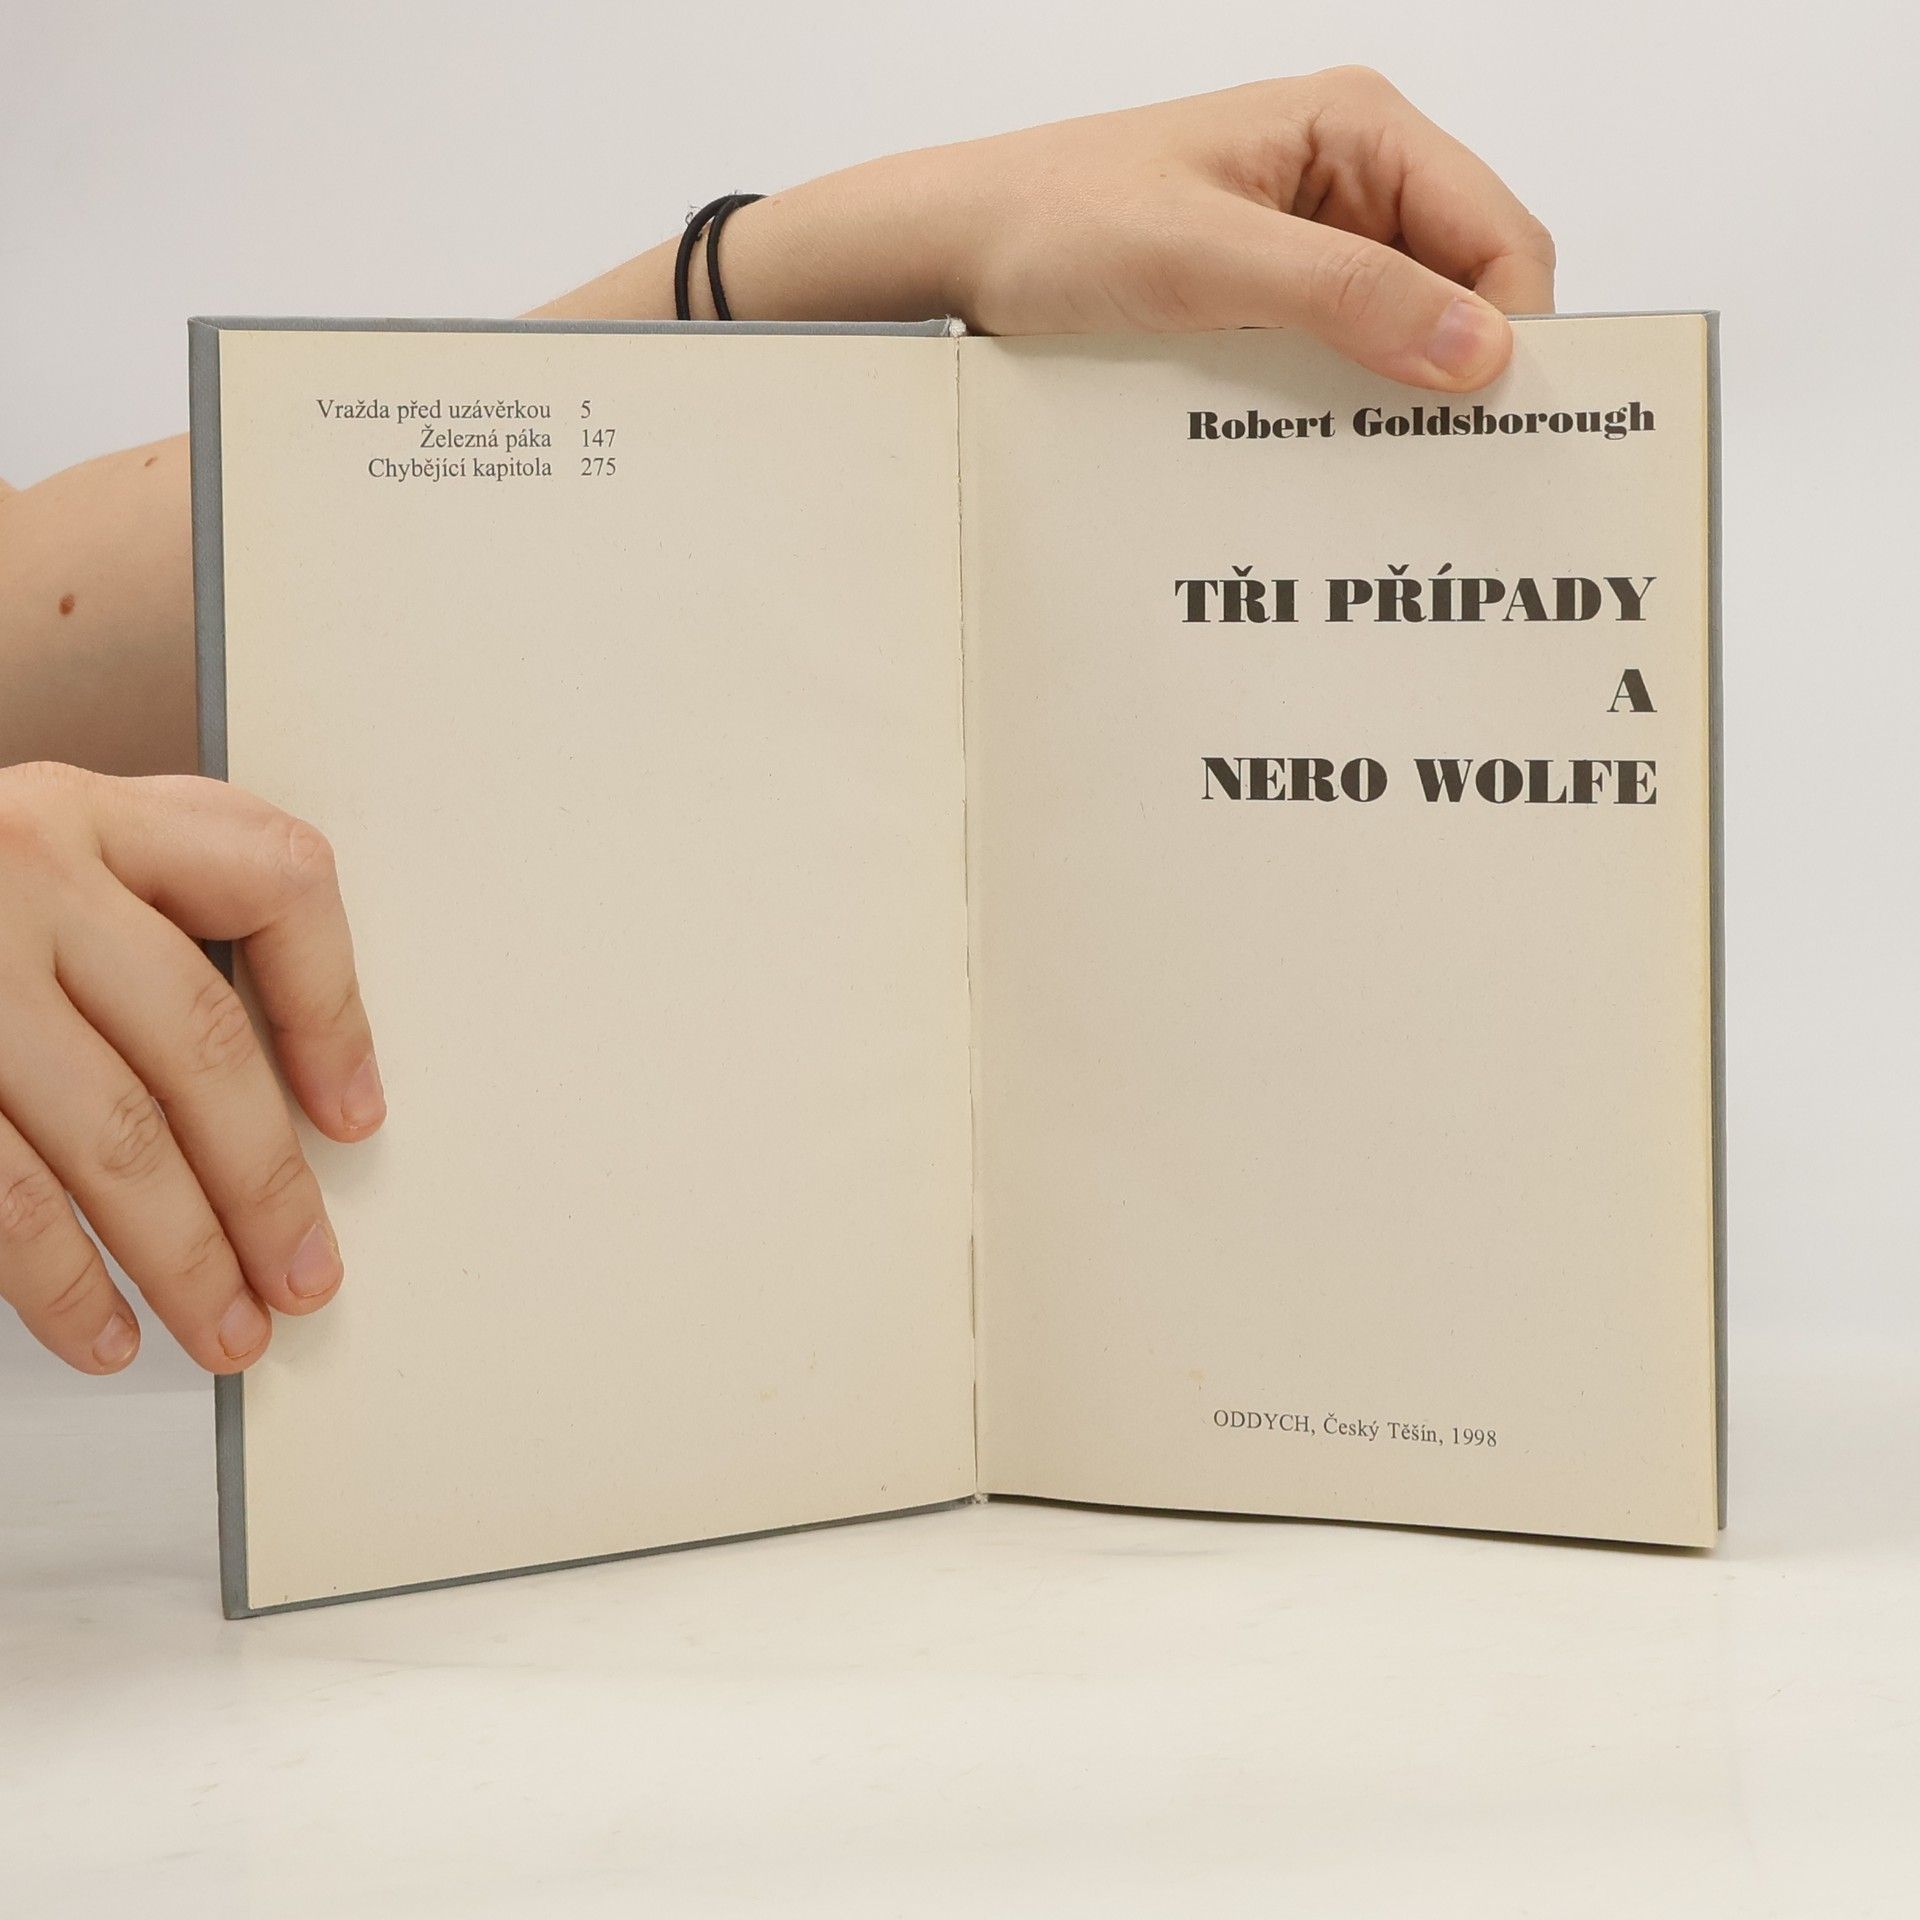 Vražda před uzávěrkou 5
Železná páka 147
Chybějící kapitola 275
Robert Goldsborough
TŘI PŘÍPADY
A
NERO WOLFE
ODDYCH, Český Těšín, 1998